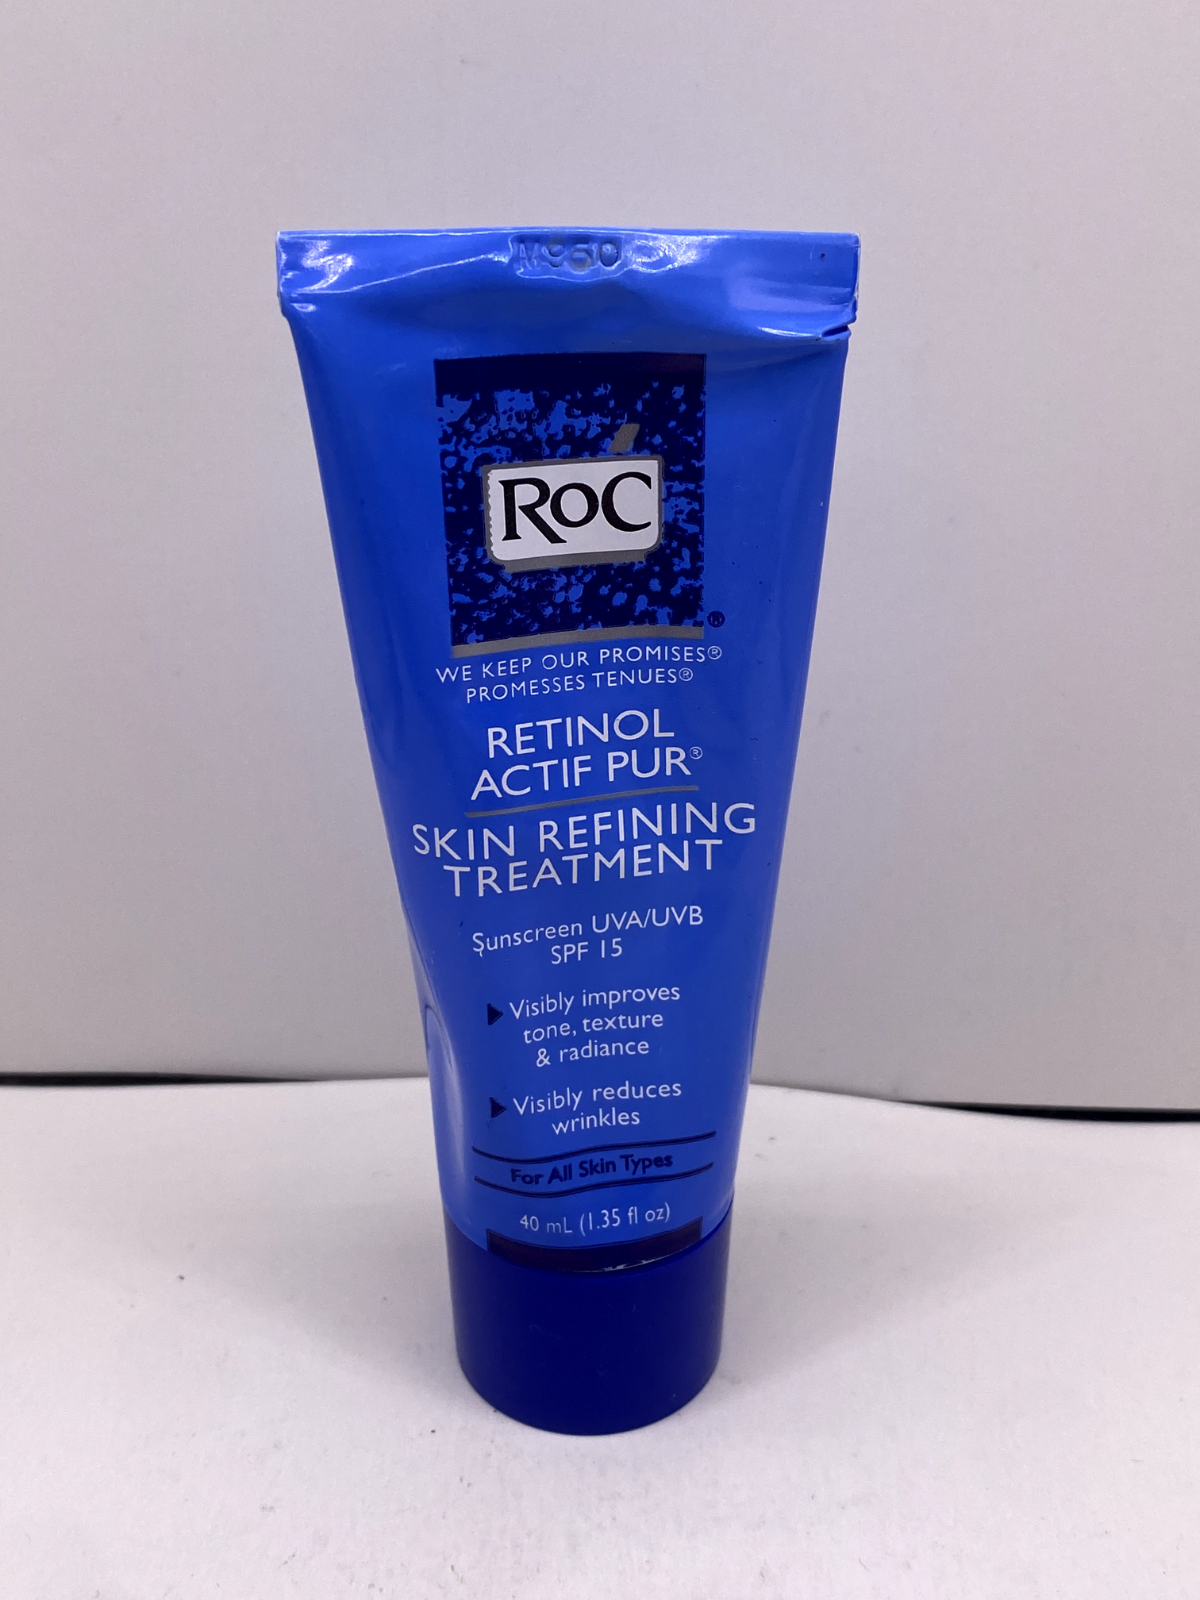 RoC
®
WE KEEP OUR PROMISES®
PROMESSES TENUES®
RETINOL
ACTIF PUR®
SKIN REFINING
TREATMENT
Sunscreen UVA/UVB
SPF 15
Visibly improves
tone, texture
& radiance
Visibly reduces
wrinkles
For All Skin Types
40 mL (1.35 fl oz)